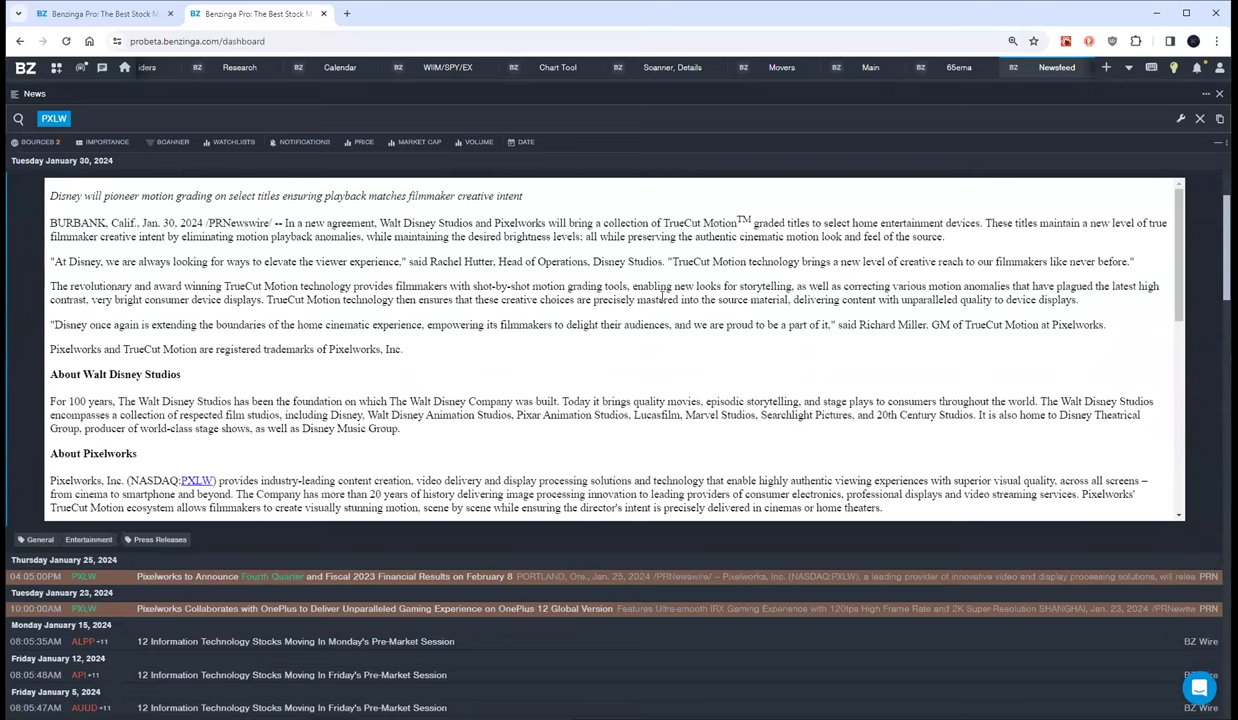 Benzinga Pro: The Best Stock M
Benzinga Pro: The Best Stock M
probeta.benzinga.com/dashboard
BZ
iders
BZ Research
BZ Calendar
BZ WIIM/SPY/EX
BZ Chart Tool
BZ Scanner, Details
BZ Movers
BZ Main
BZ 65ema
BZ Newsfeed
News
PXLW
SOURCES 2 IMPORTANCE SCANNER WATCHLISTS NOTIFICATIONS PRICE MARKET CAP VOLUME DATE
Tuesday January 30, 2024
Disney will pioneer motion grading on select titles ensuring playback matches filmmaker creative intent
BURBANK, Calif., Jan. 30, 2024 /PRNewswire/ -- In a new agreement, Walt Disney Studios and Pixelworks will bring a collection of TrueCut Motion™ graded titles to select home entertainment devices. These titles maintain a new level of true
filmmaker creative intent by eliminating motion playback anomalies, while maintaining the desired brightness levels; all while preserving the authentic cinematic motion look and feel of the source.
"At Disney, we are always looking for ways to elevate the viewer experience," said Rachel Hutter, Head of Operations, Disney Studios. "TrueCut Motion technology brings a new level of creative reach to our filmmakers like never before."
The revolutionary and award winning TrueCut Motion technology provides filmmakers with shot-by-shot motion grading tools, enabling new looks for storytelling, as well as correcting various motion anomalies that have plagued the latest high
contrast, very bright consumer device displays. TrueCut Motion technology then ensures that these creative choices are precisely mastered into the source material, delivering content with unparalleled quality to device displays.
"Disney once again is extending the boundaries of the home cinematic experience, empowering its filmmakers to delight their audiences, and we are proud to be a part of it," said Richard Miller, GM of TrueCut Motion at Pixelworks.
Pixelworks and TrueCut Motion are registered trademarks of Pixelworks, Inc.
About Walt Disney Studios
For 100 years, The Walt Disney Studios has been the foundation on which The Walt Disney Company was built. Today it brings quality movies, episodic storytelling, and stage plays to consumers throughout the world. The Walt Disney Studios
encompasses a collection of respected film studios, including Disney, Walt Disney Animation Studios, Pixar Animation Studios, Lucasfilm, Marvel Studios, Searchlight Pictures, and 20th Century Studios. It is also home to Disney Theatrical
Group, producer of world-class stage shows, as well as Disney Music Group.
About Pixelworks
Pixelworks, Inc. (NASDAQ:PXLW) provides industry-leading content creation, video delivery and display processing solutions and technology that enable highly authentic viewing experiences with superior visual quality, across all screens –
from cinema to smartphone and beyond. The Company has more than 20 years of history delivering image processing innovation to leading providers of consumer electronics, professional displays and video streaming services. Pixelworks'
TrueCut Motion ecosystem allows filmmakers to create visually stunning motion, scene by scene while ensuring the director's intent is precisely delivered in cinemas or home theaters.
General Entertainment Press Releases
Thursday January 25, 2024
04:05:00PM PXLW Pixelworks to Announce Fourth Quarter and Fiscal 2023 Financial Results on February 8 PORTLAND, Ore., Jan. 25, 2024 /PRNewswire/ – Pixelworks, Inc. (NASDAQ:PXLW), a leading provider of innovative video and display processing solutions, will relea PRN
Tuesday January 23, 2024
10:00:00AM PXLW Pixelworks Collaborates with OnePlus to Deliver Unparalleled Gaming Experience on OnePlus 12 Global Version Features Ultra-smooth IRX Gaming Experience with 120fps High Frame Rate and 2K Super-Resolution SHANGHAI, Jan. 23, 2024 /PRNewsw PRN
Monday January 15, 2024
08:05:35AM ALPP +11 12 Information Technology Stocks Moving In Monday's Pre-Market Session BZ Wire
Friday January 12, 2024
08:05:48AM API +11 12 Information Technology Stocks Moving In Friday's Pre-Market Session BZ Wire
Friday January 5, 2024
08:05:47AM AUUD +11 12 Information Technology Stocks Moving In Friday's Pre-Market Session BZ Wire